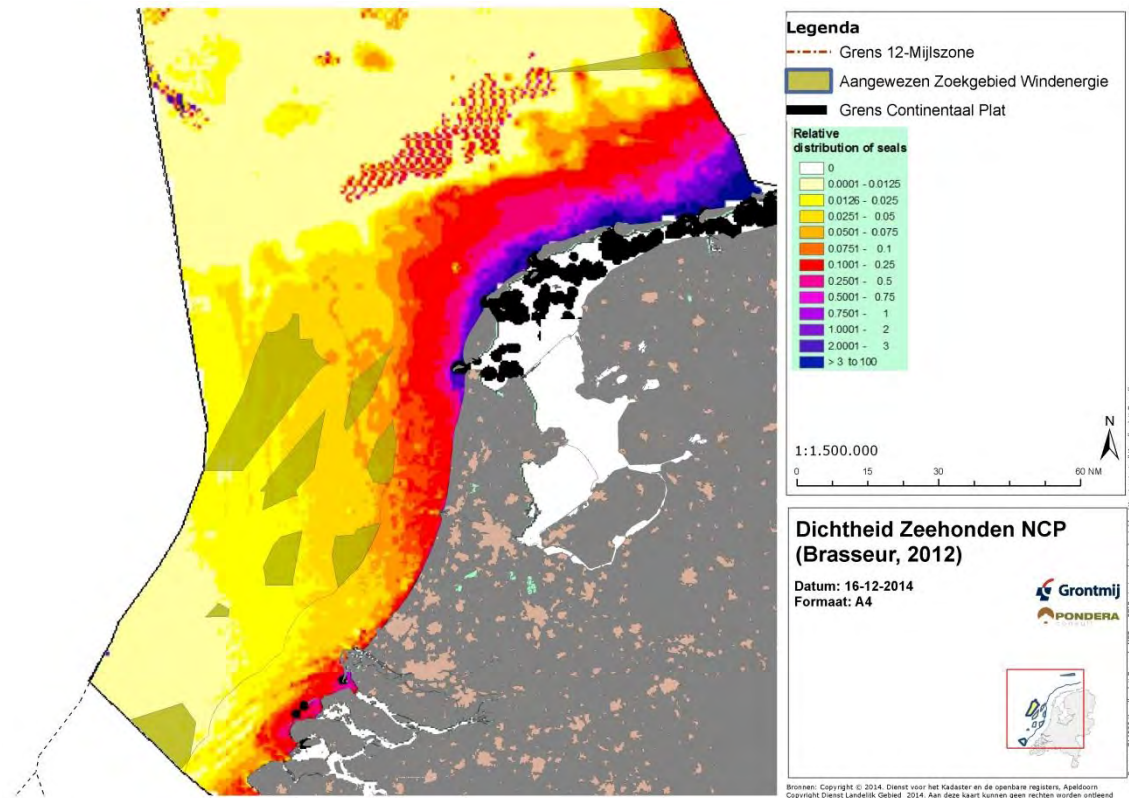 Legenda
Grens 12-Mijlszone
Aangewezen Zoekgebied Windenergie
Grens Continentaal Plat
Relative
distribution of seals
0
0.0001 - 0.0125
0.0126 - 0.025
0.0251 - 0.05
0.0501 - 0.075
0.0751 - 0.1
0.1001 - 0.25
0.2501 - 0.5
0.5001 - 0.75
0.7501 - 1
1.0001 - 2
2.0001 - 3
> 3 to 100
N
1:1.500.000
0 15 30 60 NM
Dichtheid Zeehonden NCP
(Brasseur, 2012)
Datum: 16-12-2014
Formaat: A4
Grontmij
PONDERA
Bronnen: Copyright © 2014. Dienst voor het Kadaster en de openbare registers, Apeldoorn
Copyright Dienst Landelijk Gebied 2014. Aan deze kaart kunnen geen rechten worden ontleend